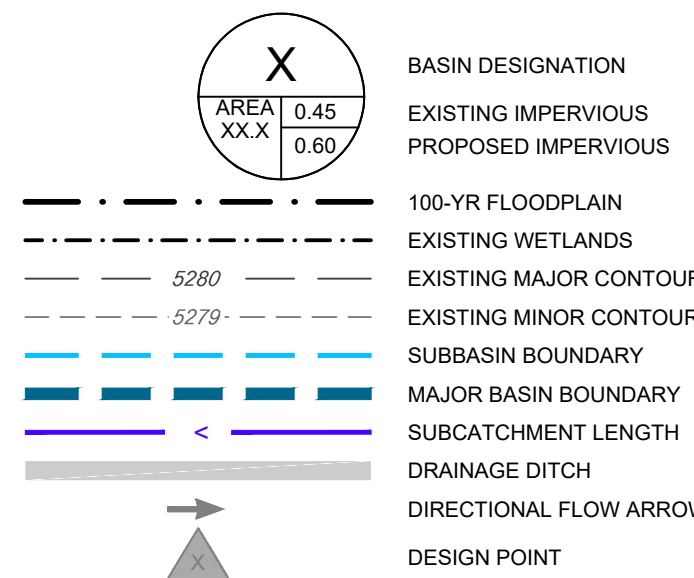 X BASIN DESIGNATION
AREA 0.45 EXISTING IMPERVIOUS
XX.X 0.60 PROPOSED IMPERVIOUS
100-YR FLOODPLAIN
EXISTING WETLANDS
5280 EXISTING MAJOR CONTOUR
5279 EXISTING MINOR CONTOUR
SUBBASIN BOUNDARY
MAJOR BASIN BOUNDARY
< SUBCATCHMENT LENGTH
DRAINAGE DITCH
DIRECTIONAL FLOW ARROW
X DESIGN POINT